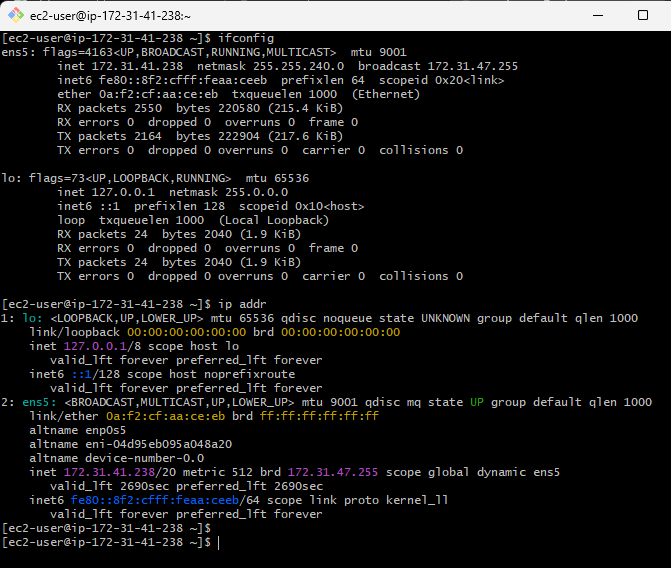 ec2-user@ip-172-31-41-238:~
[ec2-user@ip-172-31-41-238 ~]$ ifconfig
ens5: flags=4163<UP,BROADCAST,RUNNING,MULTICAST>  mtu 9001
        inet 172.31.41.238  netmask 255.255.240.0  broadcast 172.31.47.255
        inet6 fe80::8f2:cfff:feaa:ceeb  prefixlen 64  scopeid 0x20<link>
        ether 0a:f2:cf:aa:ce:eb  txqueuelen 1000  (Ethernet)
        RX packets 2550  bytes 220580 (215.4 KiB)
        RX errors 0  dropped 0  overruns 0  frame 0
        TX packets 2164  bytes 222904 (217.6 KiB)
        TX errors 0  dropped 0 overruns 0  carrier 0  collisions 0

lo: flags=73<UP,LOOPBACK,RUNNING>  mtu 65536
        inet 127.0.0.1  netmask 255.0.0.0
        inet6 ::1  prefixlen 128  scopeid 0x10<host>
        loop  txqueuelen 1000  (Local Loopback)
        RX packets 24  bytes 2040 (1.9 KiB)
        RX errors 0  dropped 0  overruns 0  frame 0
        TX packets 24  bytes 2040 (1.9 KiB)
        TX errors 0  dropped 0 overruns 0  carrier 0  collisions 0

[ec2-user@ip-172-31-41-238 ~]$ ip addr
1: lo: <LOOPBACK,UP,LOWER_UP> mtu 65536 qdisc noqueue state UNKNOWN group default qlen 1000
    link/loopback 00:00:00:00:00:00 brd 00:00:00:00:00:00
    inet 127.0.0.1/8 scope host lo
       valid_lft forever preferred_lft forever
    inet6 ::1/128 scope host noprefixroute
       valid_lft forever preferred_lft forever
2: ens5: <BROADCAST,MULTICAST,UP,LOWER_UP> mtu 9001 qdisc mq state UP group default qlen 1000
    link/ether 0a:f2:cf:aa:ce:eb brd ff:ff:ff:ff:ff:ff
    altname enp0s5
    altname eni-04d95eb095a048a20
    altname device-number-0.0
    inet 172.31.41.238/20 metric 512 brd 172.31.47.255 scope global dynamic ens5
       valid_lft 2690sec preferred_lft 2690sec
    inet6 fe80::8f2:cfff:feaa:ceeb/64 scope link proto kernel_ll
       valid_lft forever preferred_lft forever
[ec2-user@ip-172-31-41-238 ~]$
[ec2-user@ip-172-31-41-238 ~]$